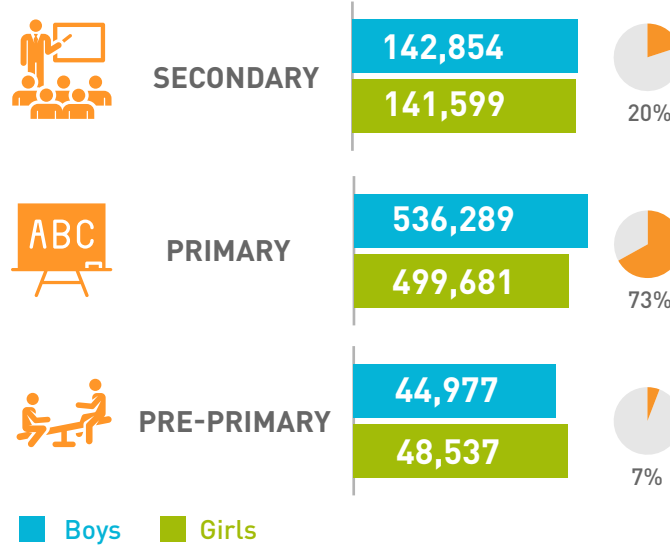 SECONDARY
142,854
141,599
20%
ABC
PRIMARY
536,289
499,681
73%
PRE-PRIMARY
44,977
48,537
7%
Boys
Girls